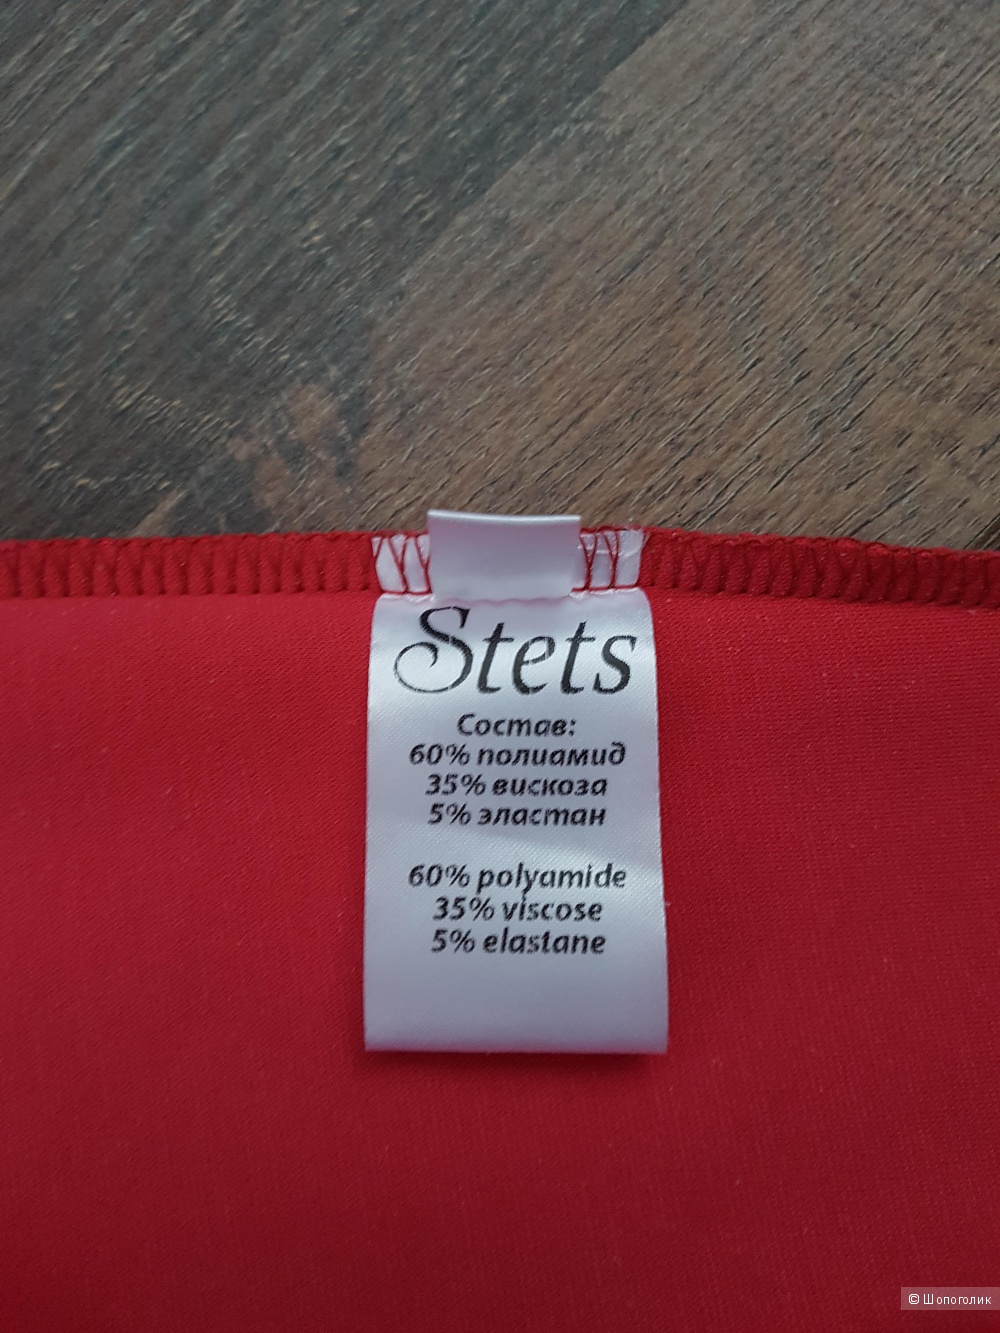 Stets
Состав:
60% полиамид
35% вискоза
5% эластан
60% polyamide
35% viscose
5% elastane
© Шопоголик